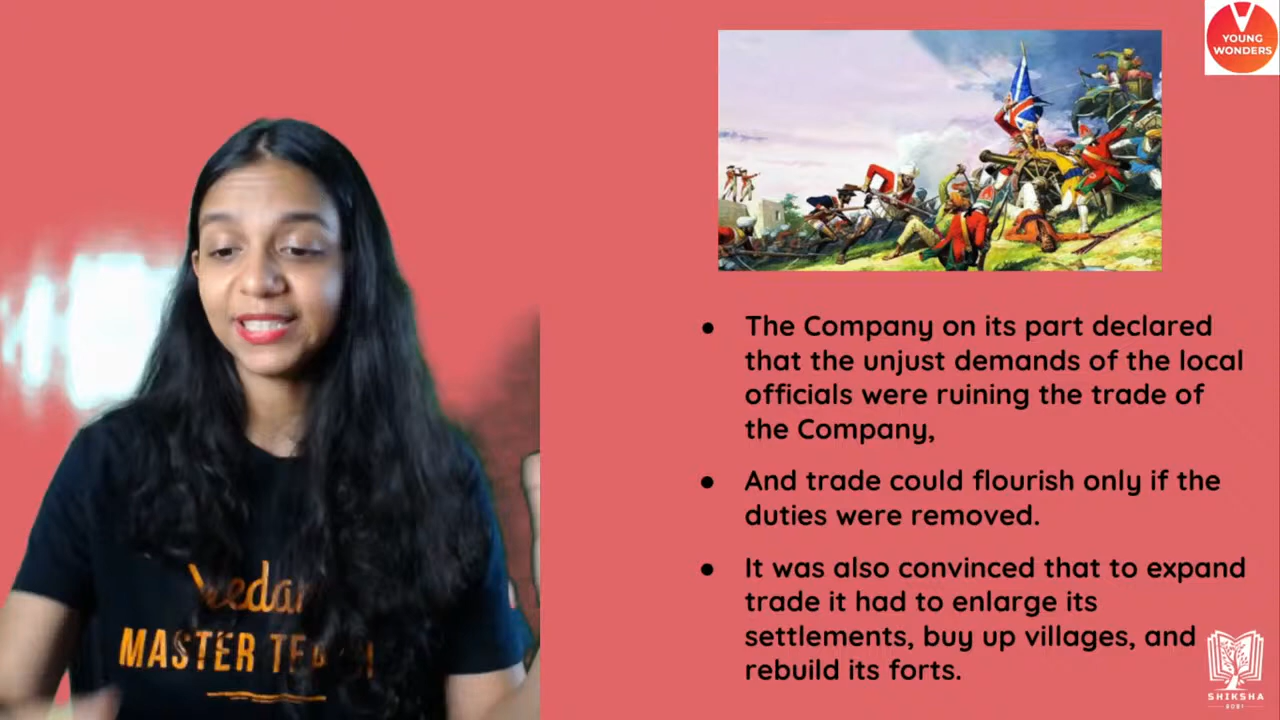 YOUNG
WONDERS
● The Company on its part declared
that the unjust demands of the local
officials were ruining the trade of
the Company,
● And trade could flourish only if the
duties were removed.
● It was also convinced that to expand
trade it had to enlarge its
settlements, buy up villages, and
rebuild its forts.
MASTER
SHIKSHA